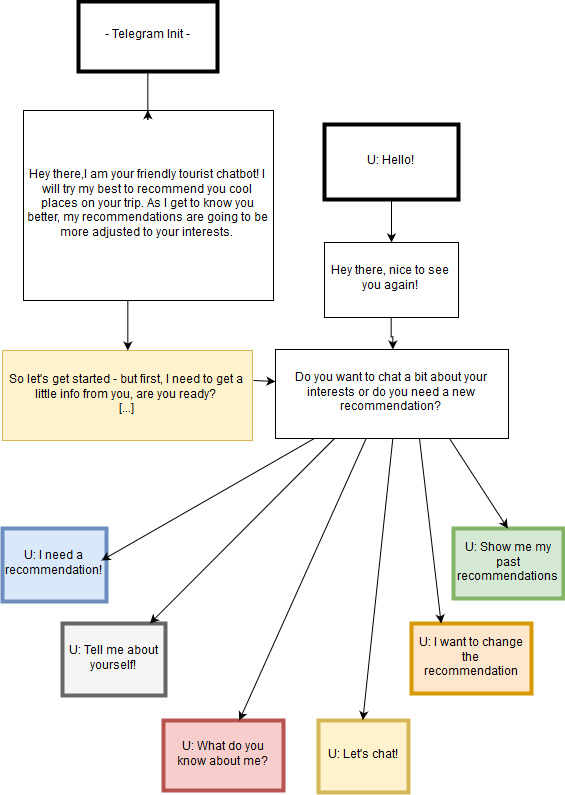 - Telegram Init -
Hey there,I am your friendly tourist chatbot! I
will try my best to recommend you cool
places on your trip. As I get to know you
better, my recommendations are going to be
more adjusted to your interests.
U: Hello!
Hey there, nice to see
you again!
So let's get started - but first, I need to get a
little info from you, are you ready?
[...]
Do you want to chat a bit about your
interests or do you need a new
recommendation?
U: I need a
recommendation!
U: Tell me about
yourself!
U: What do you
know about me?
U: Let's chat!
U: I want to change
the
recommendation
U: Show me my
past
recommendations